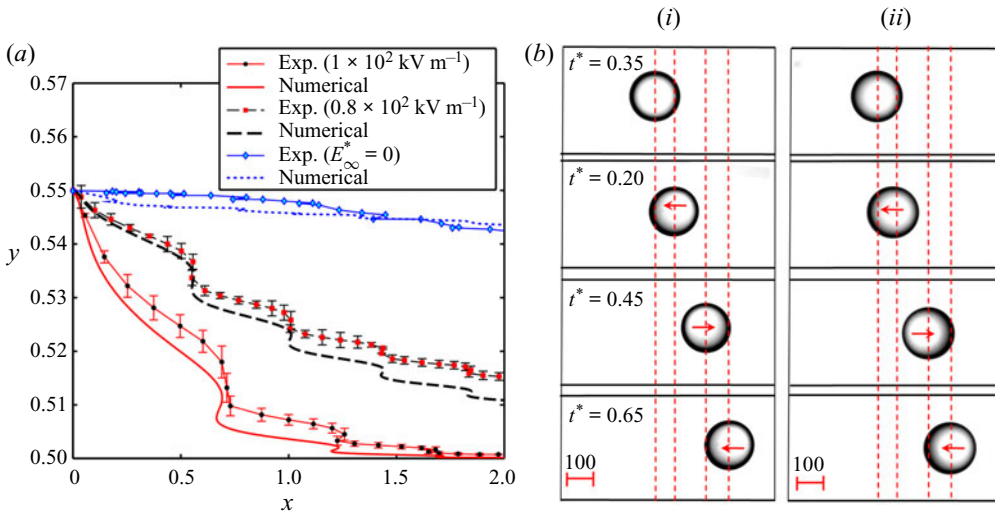 (a)
Exp. (1 × 10² kV m⁻¹)
Numerical
Exp. (0.8 × 10² kV m⁻¹)
Numerical
Exp. (E*∞ = 0)
Numerical
0.57
0.56
0.55
0.54
0.53
0.52
0.51
0.50
y
0 0.5 1.0 1.5 2.0
x
(b)
(i) (ii)
t* = 0.35
t* = 0.20
t* = 0.45
t* = 0.65
100 100